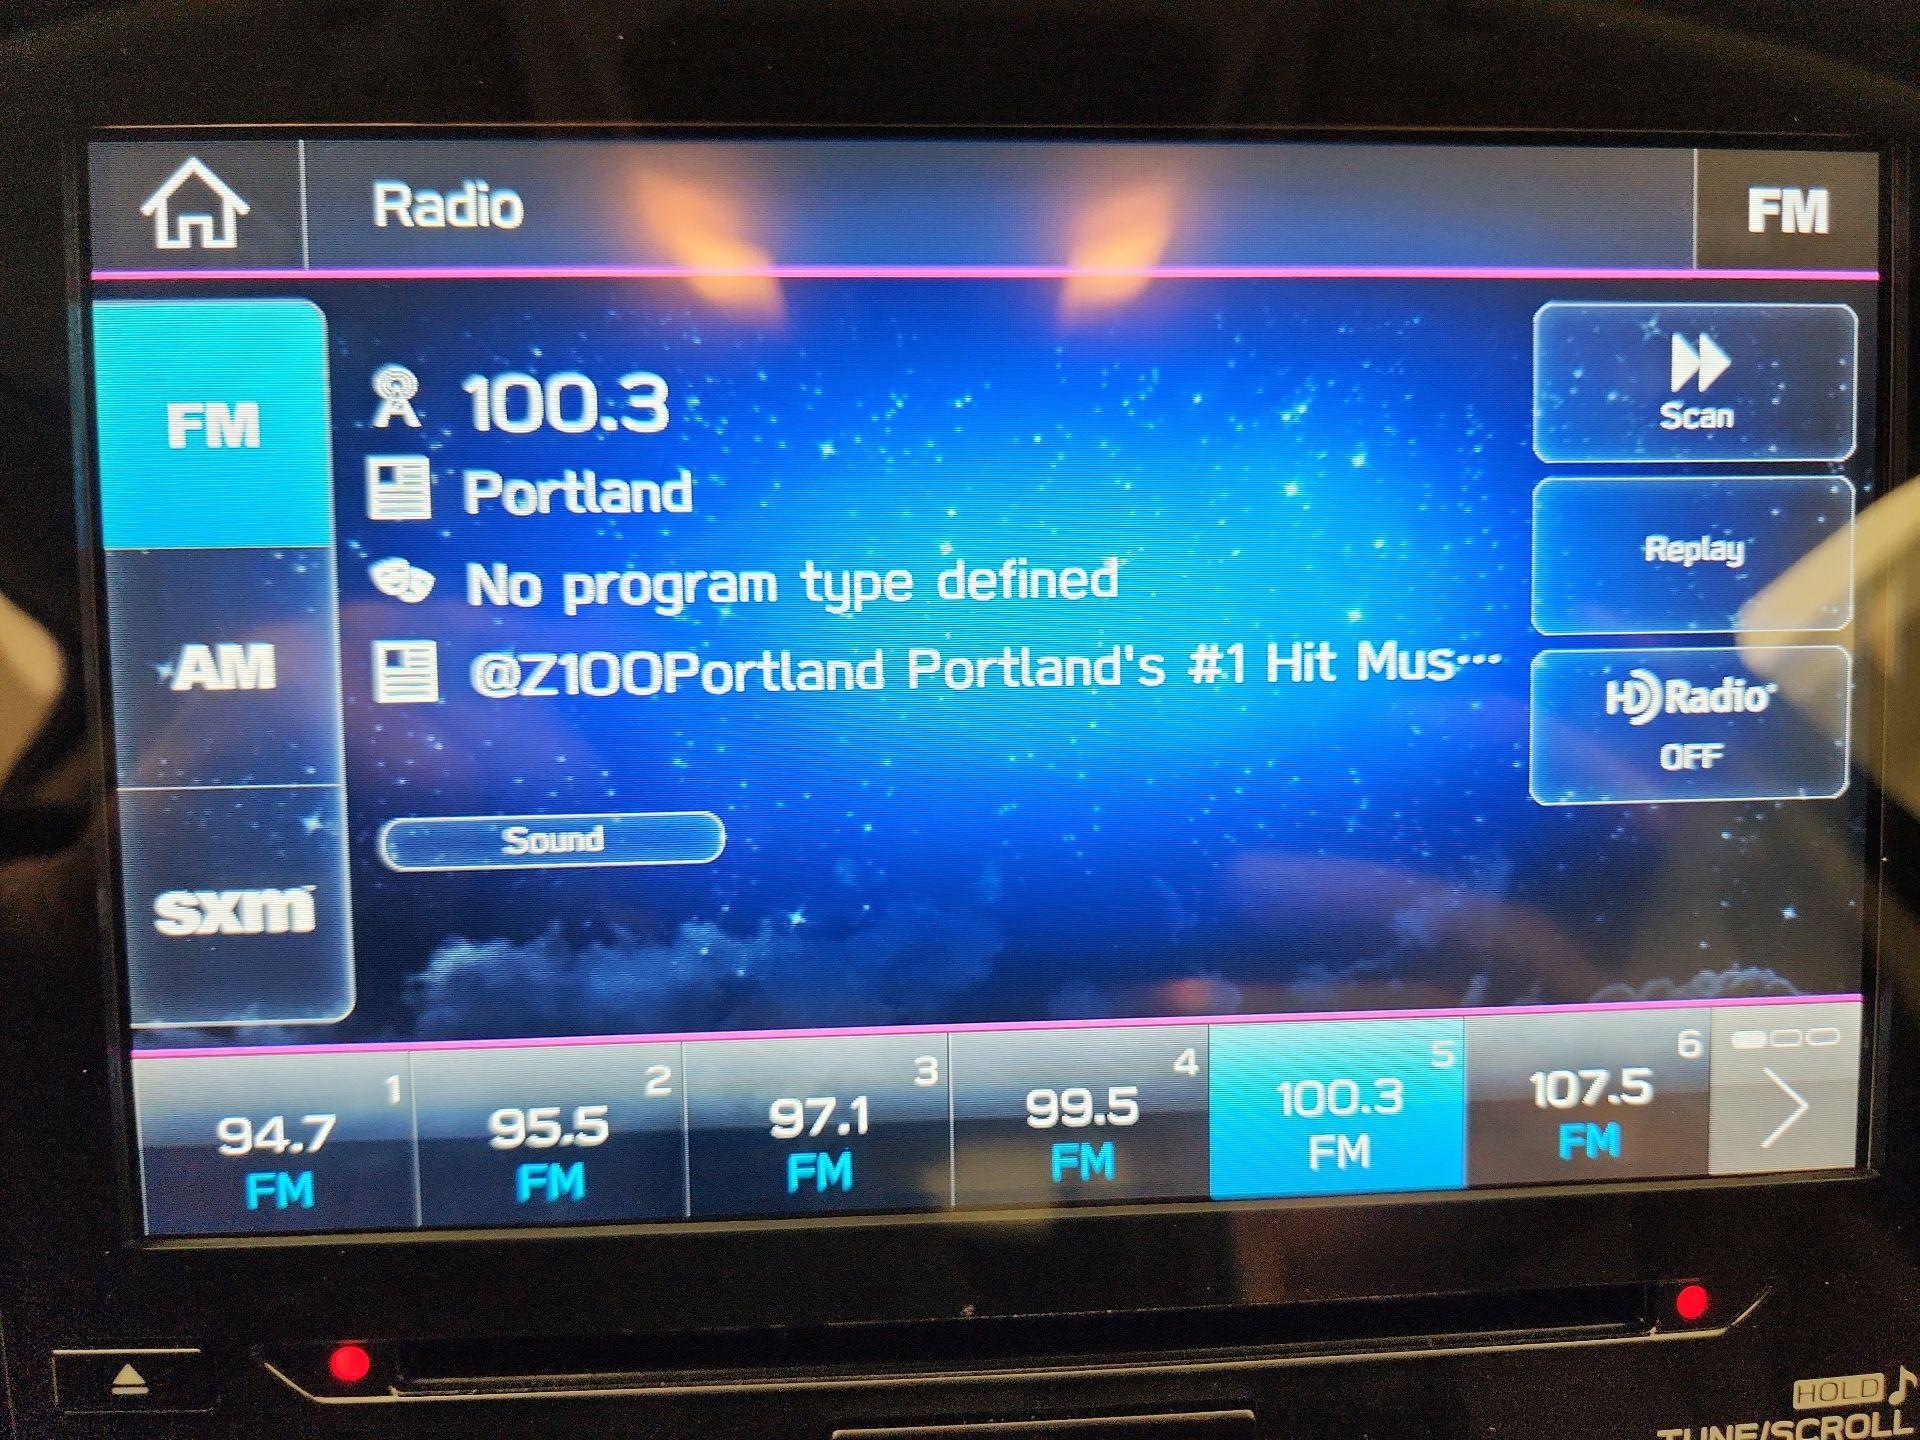 Radio
FM
FM
AM
sxm
100.3
Portland
No program type defined
@Z100Portland Portland's #1 Hit Mus...
Sound
Scan
Replay
HD Radio
OFF
1
94.7
FM
2
95.5
FM
3
97.1
FM
4
99.5
FM
5
100.3
FM
6
107.5
FM
HOLD
TUNE/SCROLL